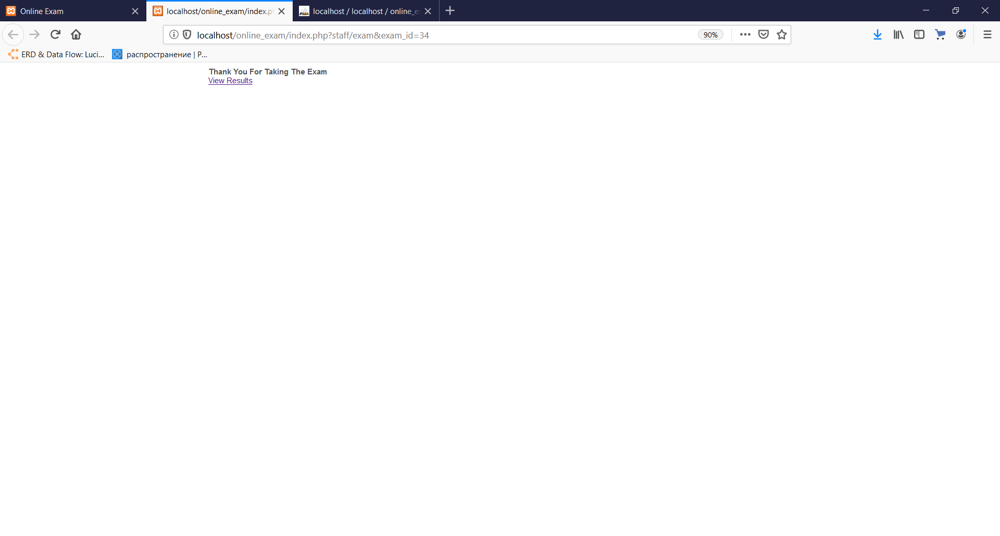 Online Exam
localhost/online_exam/index.p
localhost / localhost / online_e
localhost/online_exam/index.php?staff/exam&exam_id=34
90%
ERD & Data Flow: Luci...
распространение | P...
Thank You For Taking The Exam
View Results